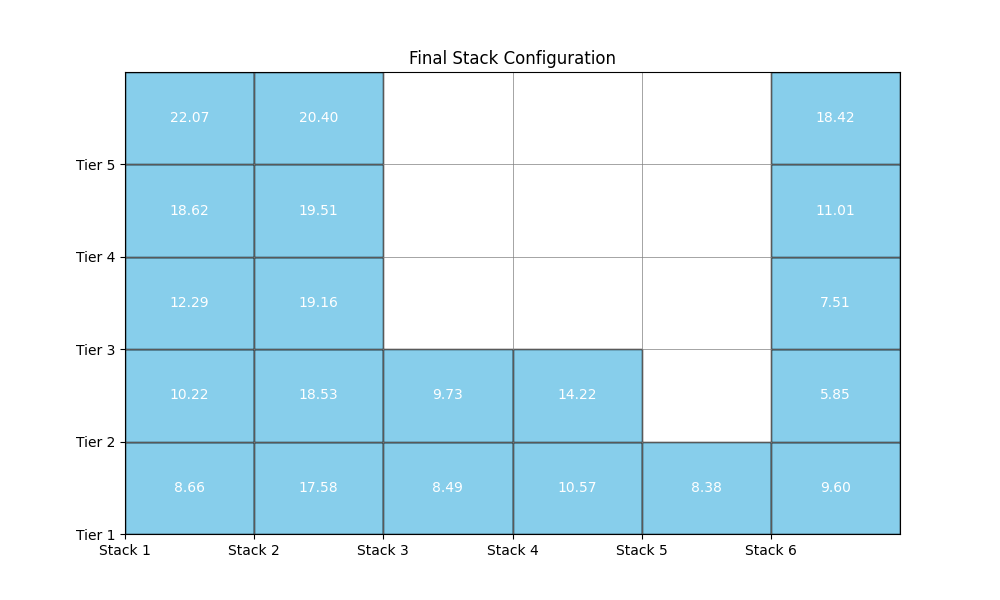 Final Stack Configuration
22.07 20.40 18.42
Tier 5
18.62 19.51 11.01
Tier 4
12.29 19.16 7.51
Tier 3
10.22 18.53 9.73 14.22 5.85
Tier 2
8.66 17.58 8.49 10.57 8.38 9.60
Tier 1
Stack 1 Stack 2 Stack 3 Stack 4 Stack 5 Stack 6